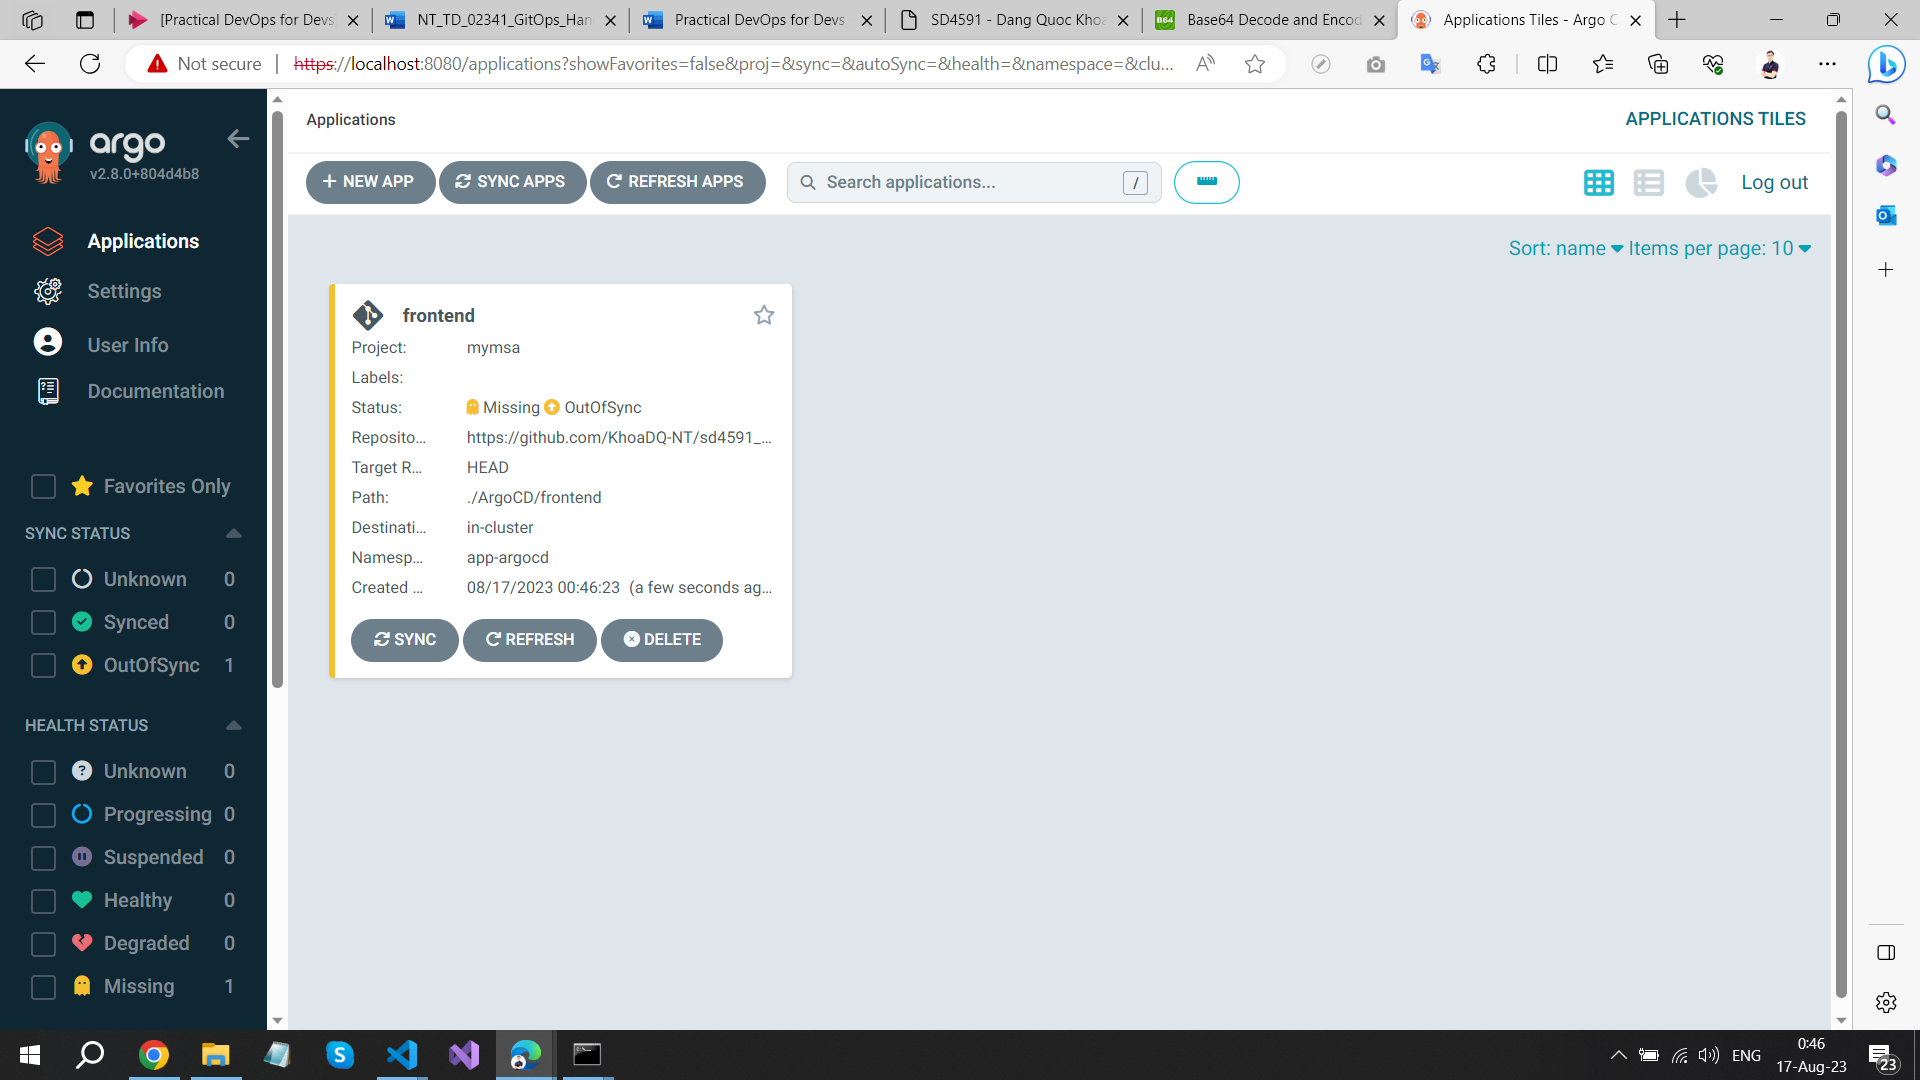 [Practical DevOps for Devs
NT_TD_02341_GitOps_Han
Practical DevOps for Devs
SD4591 - Dang Quoc Khoa
Base64 Decode and Encod
Applications Tiles - Argo C
Not secure
https://localhost:8080/applications?showFavorites=false&proj=&sync=&autoSync=&health=&namespace=&clu...
argo
v2.8.0+804d4b8
Applications
Settings
User Info
Documentation
Favorites Only
SYNC STATUS
Unknown 0
Synced 0
OutOfSync 1
HEALTH STATUS
Unknown 0
Progressing 0
Suspended 0
Healthy 0
Degraded 0
Missing 1
Applications
APPLICATIONS TILES
NEW APP
SYNC APPS
REFRESH APPS
Search applications...
/
Log out
Sort: name
Items per page: 10
frontend
Project: mymsa
Labels:
Status: Missing OutOfSync
Reposito... https://github.com/KhoaDQ-NT/sd4591_...
Target R... HEAD
Path: ./ArgoCD/frontend
Destinati... in-cluster
Namesp... app-argocd
Created ... 08/17/2023 00:46:23 (a few seconds ag...
SYNC
REFRESH
DELETE
ENG
0:46
17-Aug-23
23